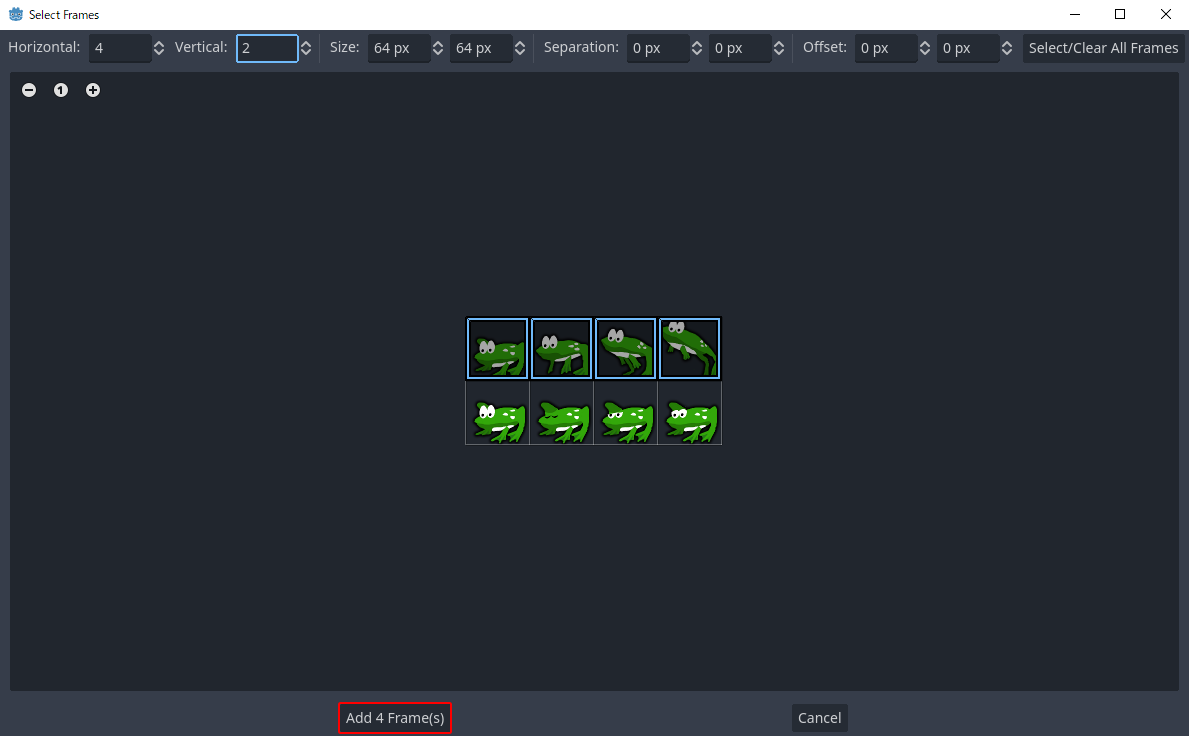 Select Frames
Horizontal: 4 Vertical: 2 Size: 64 px 64 px Separation: 0 px 0 px Offset: 0 px 0 px Select/Clear All Frames
1
Add 4 Frame(s) Cancel